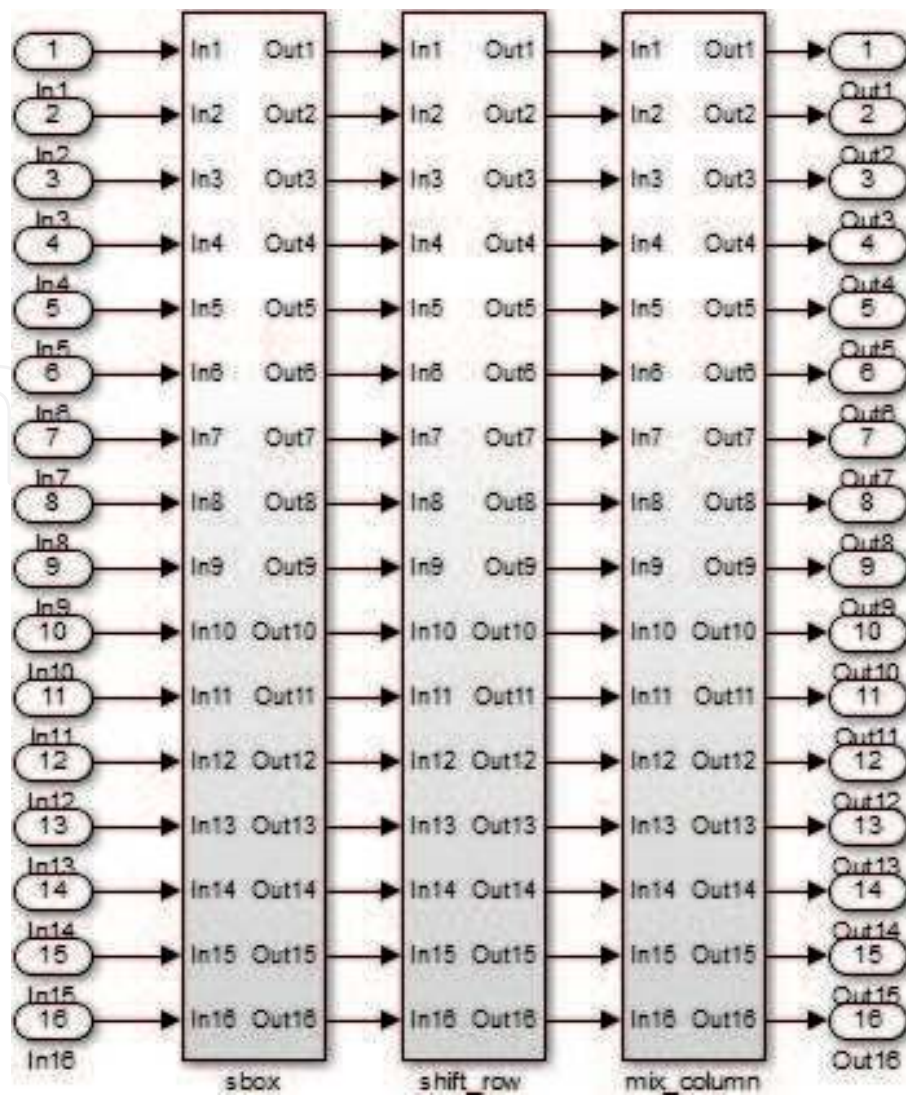 1 In1 Out1 In1 Out1 In1 Out1 1
In1 Out1
2 In2 Out2 In2 Out2 In2 Out2 2
In2 Out2
3 In3 Out3 In3 Out3 In3 Out3 3
In3 Out3
4 In4 Out4 In4 Out4 In4 Out4 4
In4 Out4
5 In5 Out5 In5 Out5 In5 Out5 5
In5 Out5
6 In6 Out6 In6 Out6 In6 Out6 6
In6 Out6
7 In7 Out7 In7 Out7 In7 Out7 7
In7 Out7
8 In8 Out8 In8 Out8 In8 Out8 8
In8 Out8
9 In9 Out9 In9 Out9 In9 Out9 9
In9 Out9
10 In10 Out10 In10 Out10 In10 Out10 10
In10 Out10
11 In11 Out11 In11 Out11 In11 Out11 11
In11 Out11
12 In12 Out12 In12 Out12 In12 Out12 12
In12 Out12
13 In13 Out13 In13 Out13 In13 Out13 13
In13 Out13
14 In14 Out14 In14 Out14 In14 Out14 14
In14 Out14
15 In15 Out15 In15 Out15 In15 Out15 15
In15 Out15
16 In16 Out16 In16 Out16 In16 Out16 16
In16 Out16
sbox shift_row mix_column